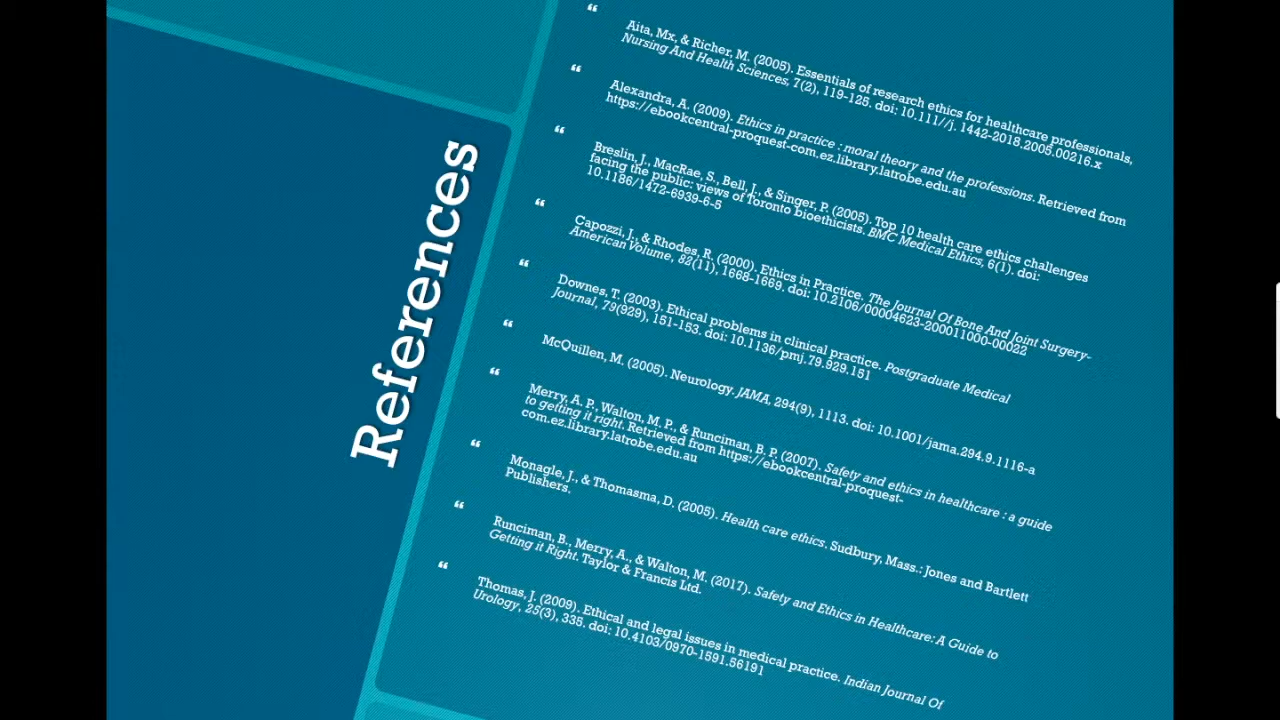 References
“ Aita, Mx, & Richer, M. (2005). Essentials of research ethics for healthcare professionals,
Nursing And Health Sciences, 7(2), 119-125. doi: 10.111//j. 1442-2018.2005.00216.x
“ Alexandra, A. (2009). Ethics in practice : moral theory and the professions. Retrieved from
https://ebookcentral-proquest-com.ez.library.latrobe.edu.au
“ Breslin, J., MacRae, S., Bell, J., & Singer, P. (2005). Top 10 health care ethics challenges
facing the public: views of Toronto bioethicists. BMC Medical Ethics, 6(1). doi:
10.1186/1472-6939-6-5
“ Capozzi, J., & Rhodes, R. (2000). Ethics in Practice. The Journal Of Bone And Joint Surgery-
American Volume, 82(11), 1668-1669. doi: 10.2106/00004623-200011000-00022
“ Downes, T. (2003). Ethical problems in clinical practice. Postgraduate Medical
Journal, 79(929), 151-153. doi: 10.1136/pmj.79.929.151
“ McQuillen, M. (2005). Neurology. JAMA, 294(9), 1113. doi: 10.1001/jama.294.9.1116-a
“ Merry, A. P., Walton, M. P., & Runciman, B. P. (2007). Safety and ethics in healthcare : a guide
to getting it right. Retrieved from https://ebookcentral-proquest-
com.ez.library.latrobe.edu.au
“ Monagle, J., & Thomasma, D. (2005). Health care ethics. Sudbury, Mass.: Jones and Bartlett
Publishers.
“ Runciman, B., Merry, A., & Walton, M. (2017). Safety and Ethics in Healthcare: A Guide to
Getting it Right. Taylor & Francis Ltd.
“ Thomas, J. (2009). Ethical and legal issues in medical practice. Indian Journal Of
Urology, 25(3), 335. doi: 10.4103/0970-1591.56191